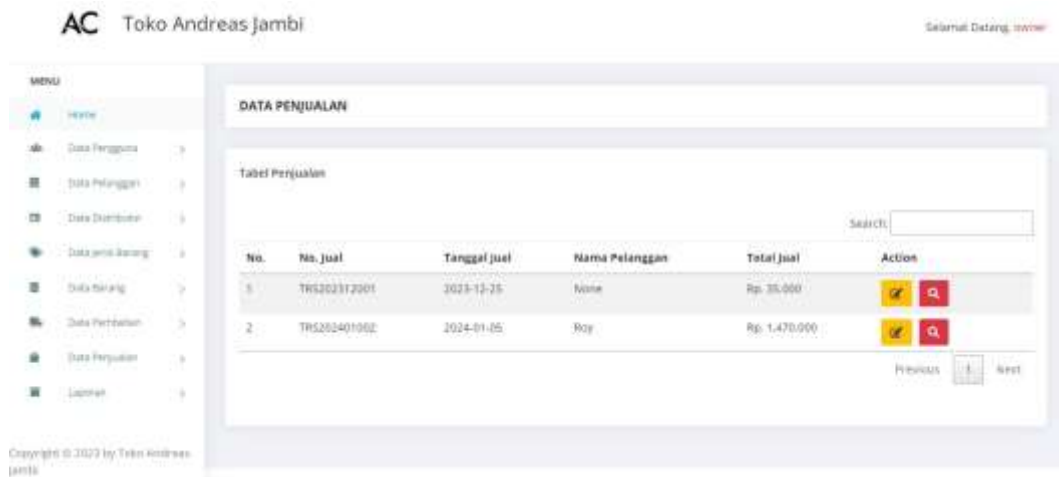 AC Toko Andreas Jambi
Selamat Datang, owner
MENU
Home
Data Pengguna
Data Pelanggan
Data Distributor
Data Jenis Barang
Data Barang
Data Pembelian
Data Penjualan
Laporan
Copyright © 2023 by Toko Andreas
Jambi
DATA PENJUALAN
Tabel Penjualan
Search:
No. No. Jual Tanggal Jual Nama Pelanggan Total Jual Action
1 TRS202312001 2023-12-25 None Rp. 35.000
2 TRS202401002 2024-01-05 Roy Rp. 1.470.000
Previous 1 Next